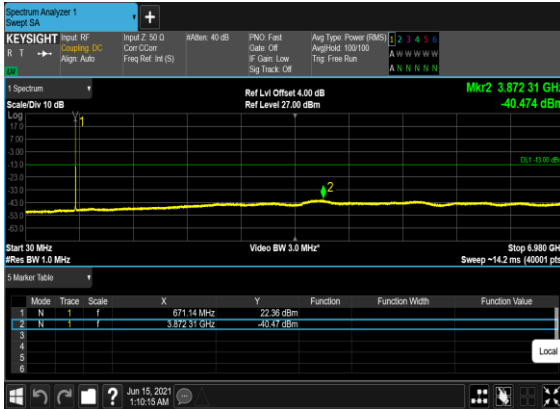 Spectrum Analyzer 1
Swept SA
+
KEYSIGHT Input: RF Input Z: 50 Ω #Atten: 40 dB PNO: Fast Avg Type: Power (RMS) 1 2 3 4 5 6
R T Coupling: DC Corr CCorr Gate: Off Avg|Hold: 100/100 A W W W W W
Align: Auto Freq Ref: Int (S) IF Gain: Low Trig: Free Run
Sig Track: Off A N N N N N
1 Spectrum Ref Lvl Offset 4.00 dB Mkr2 3.872 31 GHz
Scale/Div 10 dB Ref Level 27.00 dBm -40.474 dBm
Log
17.0
7.00
-3.00
-13.0
-23.0
-33.0
-43.0
-53.0
-63.0
1
DL1 -13.00 dBm
2
Start 30 MHz Video BW 3.0 MHz* Stop 6.980 GH
#Res BW 1.0 MHz Sweep ~14.2 ms (40001 pts
5 Marker Table
Mode Trace Scale X Y Function Function Width Function Value
1 N 1 f 671.14 MHz 22.36 dBm
2 N 1 f 3.872 31 GHz -40.47 dBm
3
4
5
6
Local
? Jun 15, 2021
1:10:15 AM